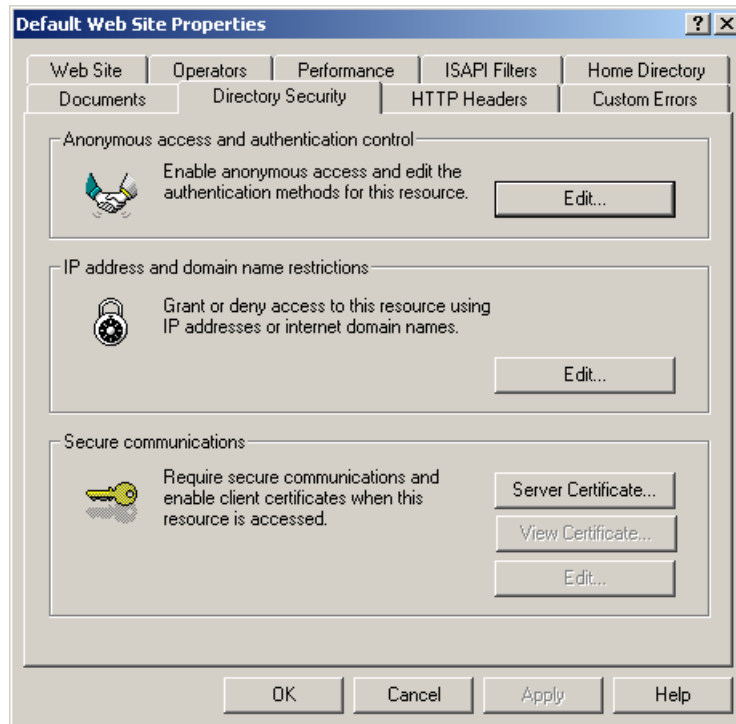 Default Web Site Properties
Web Site Operators Performance ISAPI Filters Home Directory
Documents Directory Security HTTP Headers Custom Errors
Anonymous access and authentication control
Enable anonymous access and edit the
authentication methods for this resource.
Edit...
IP address and domain name restrictions
Grant or deny access to this resource using
IP addresses or internet domain names.
Edit...
Secure communications
Require secure communications and
enable client certificates when this
resource is accessed.
Server Certificate...
View Certificate...
Edit...
OK Cancel Apply Help